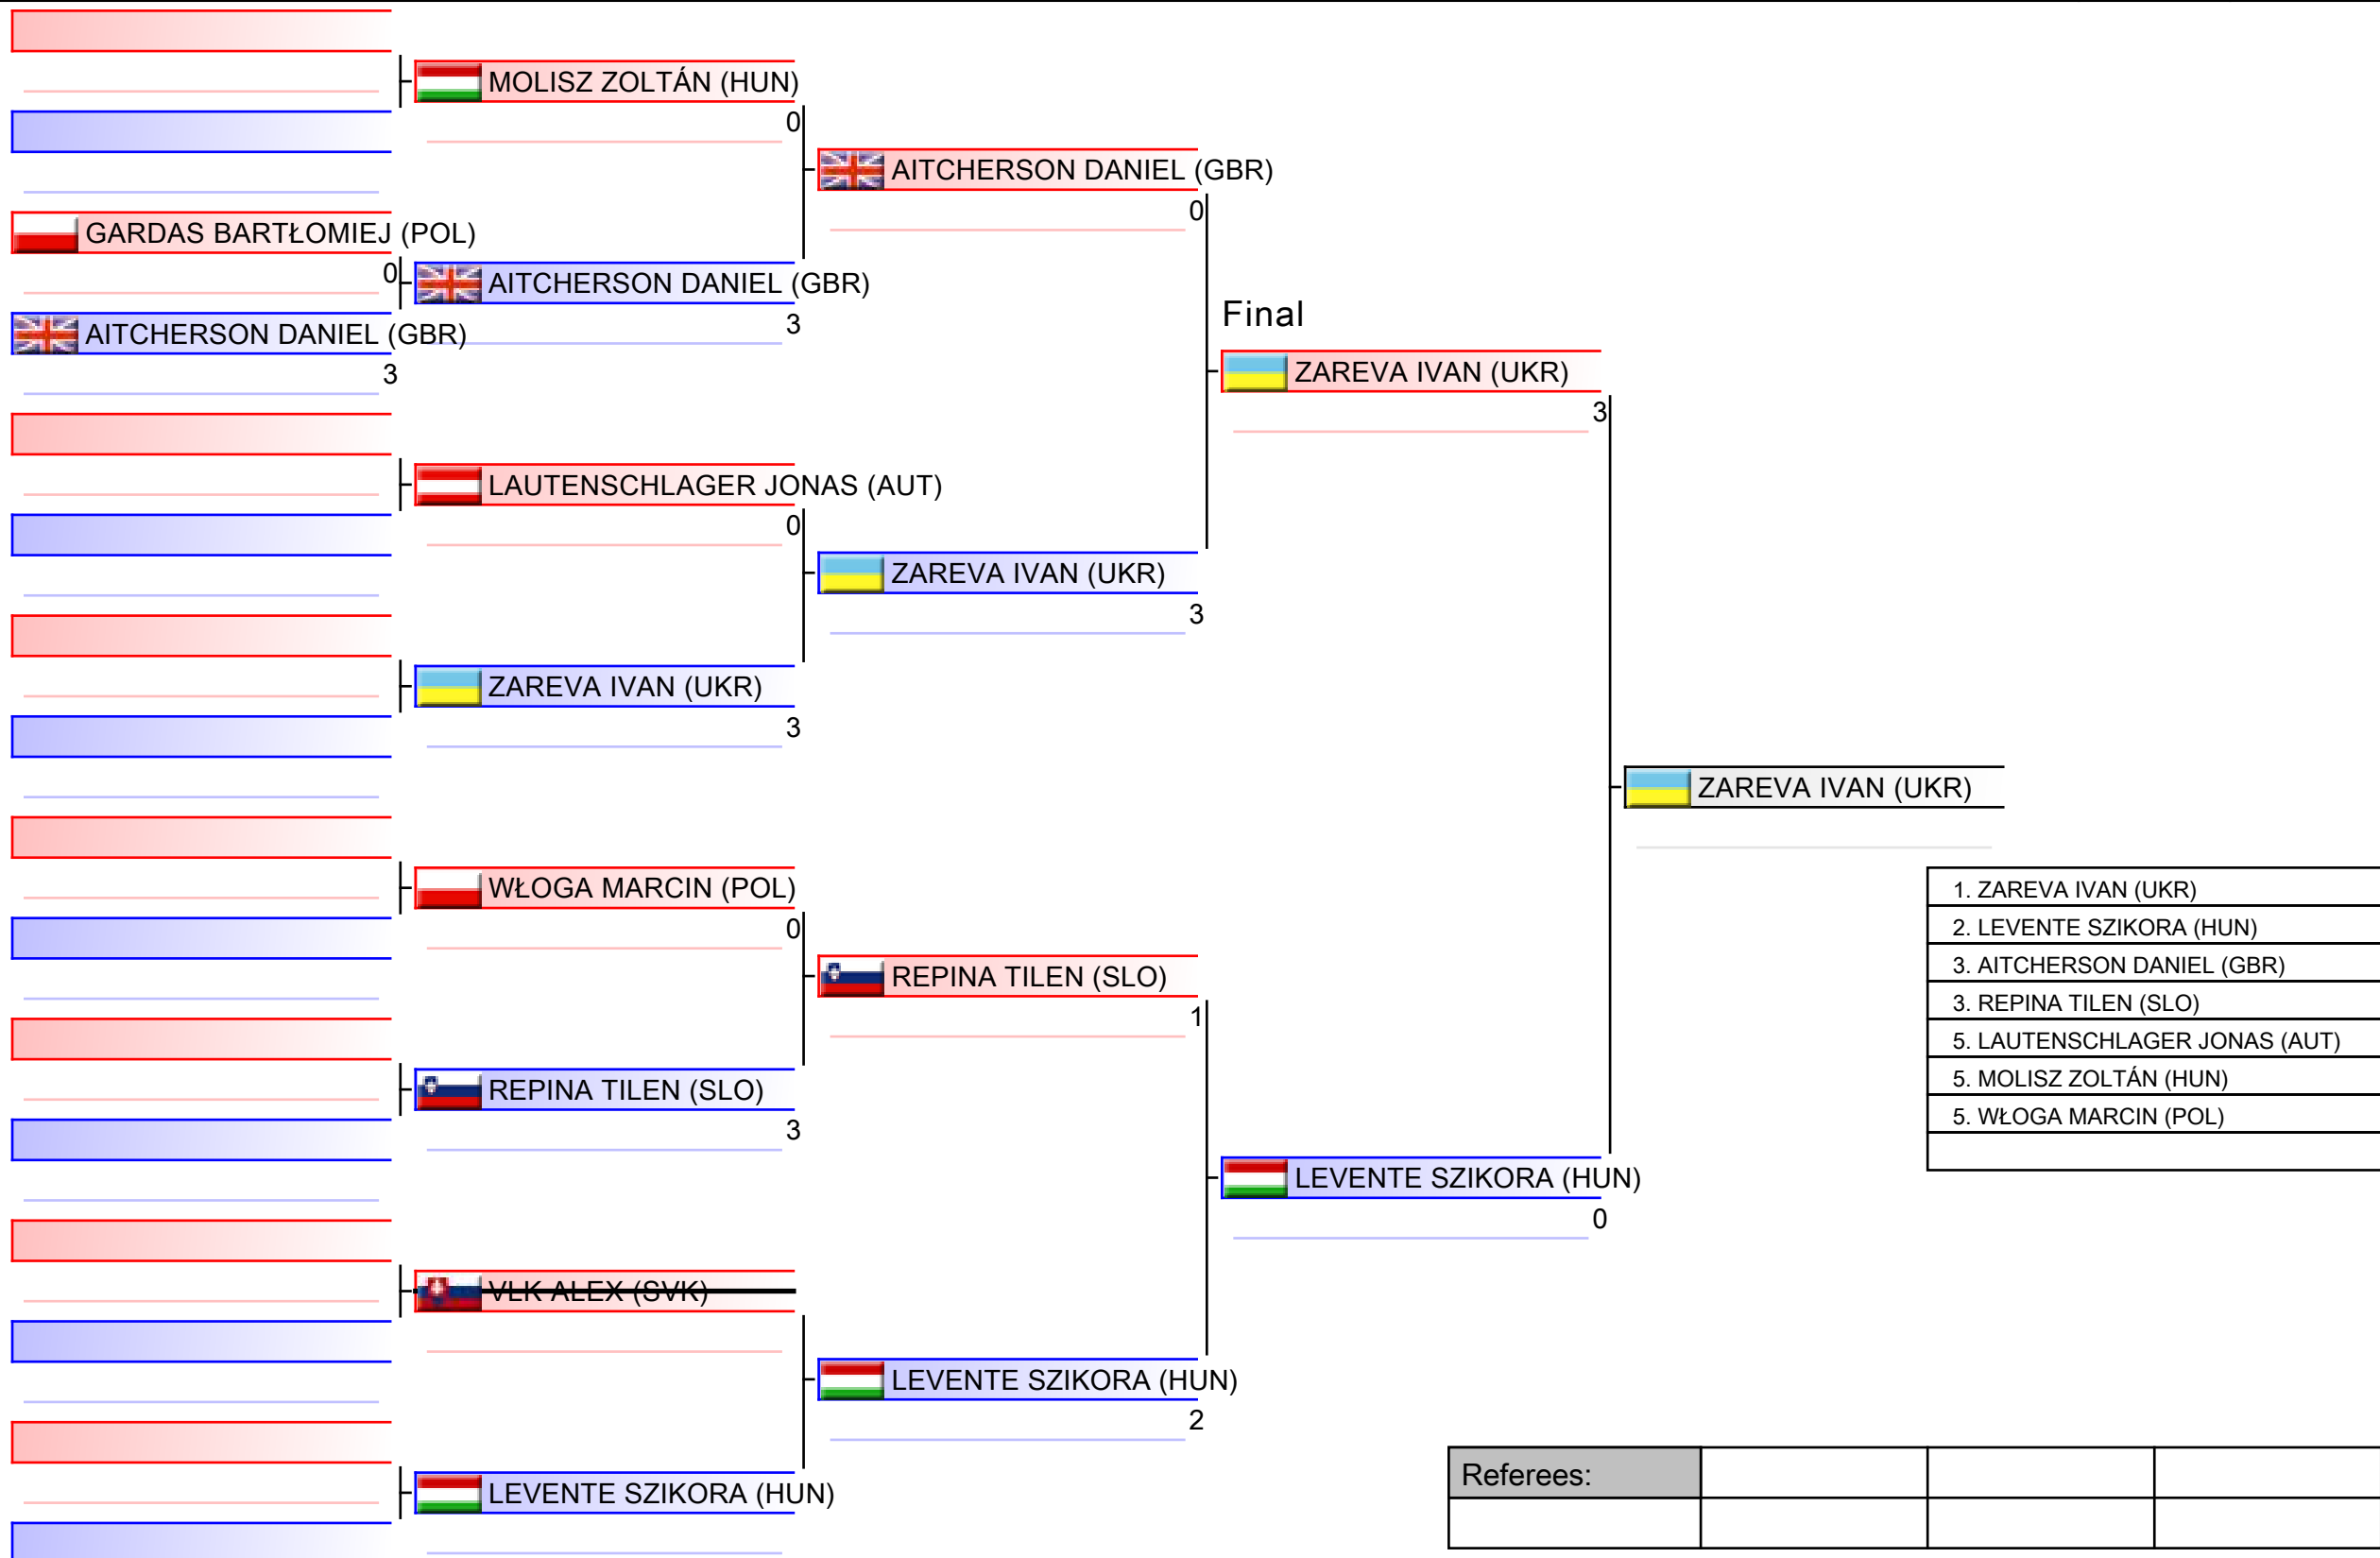 GARDAS BARTŁOMIEJ (POL)
0
AITCHERSON DANIEL (GBR)
3
MOLISZ ZOLTÁN (HUN)
0
AITCHERSON DANIEL (GBR)
3
LAUTENSCHLAGER JONAS (AUT)
0
ZAREVA IVAN (UKR)
3
WŁOGA MARCIN (POL)
0
REPINA TILEN (SLO)
3
VLK ALEX (SVK)
LEVENTE SZIKORA (HUN)
AITCHERSON DANIEL (GBR)
0
ZAREVA IVAN (UKR)
3
REPINA TILEN (SLO)
1
LEVENTE SZIKORA (HUN)
2
Final
ZAREVA IVAN (UKR)
3
LEVENTE SZIKORA (HUN)
0
ZAREVA IVAN (UKR)
1. ZAREVA IVAN (UKR)
2. LEVENTE SZIKORA (HUN)
3. AITCHERSON DANIEL (GBR)
3. REPINA TILEN (SLO)
5. LAUTENSCHLAGER JONAS (AUT)
5. MOLISZ ZOLTÁN (HUN)
5. WŁOGA MARCIN (POL)
Referees: